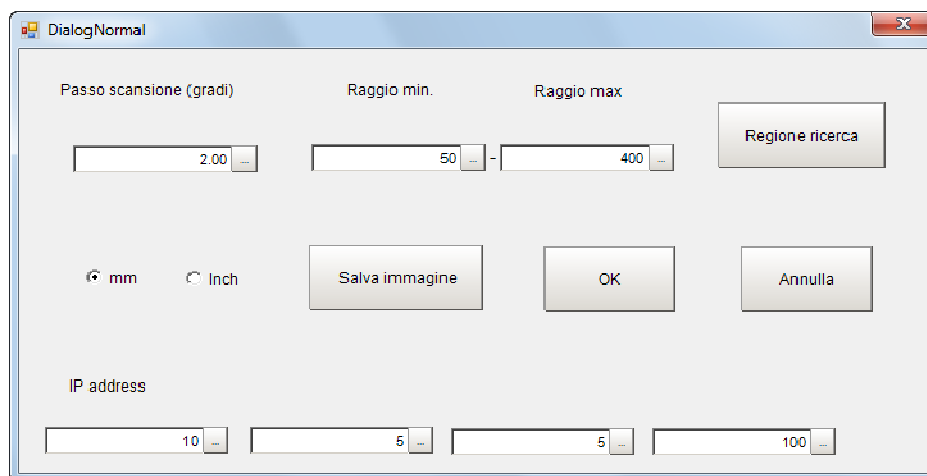 DialogNormal
Passo scansione (gradi) Raggio min. Raggio max
Regione ricerca
2.00 ... 50 ... - 400 ...
mm Inch Salva immagine OK Annulla
IP address
10 ... 5 ... 5 ... 100 ...